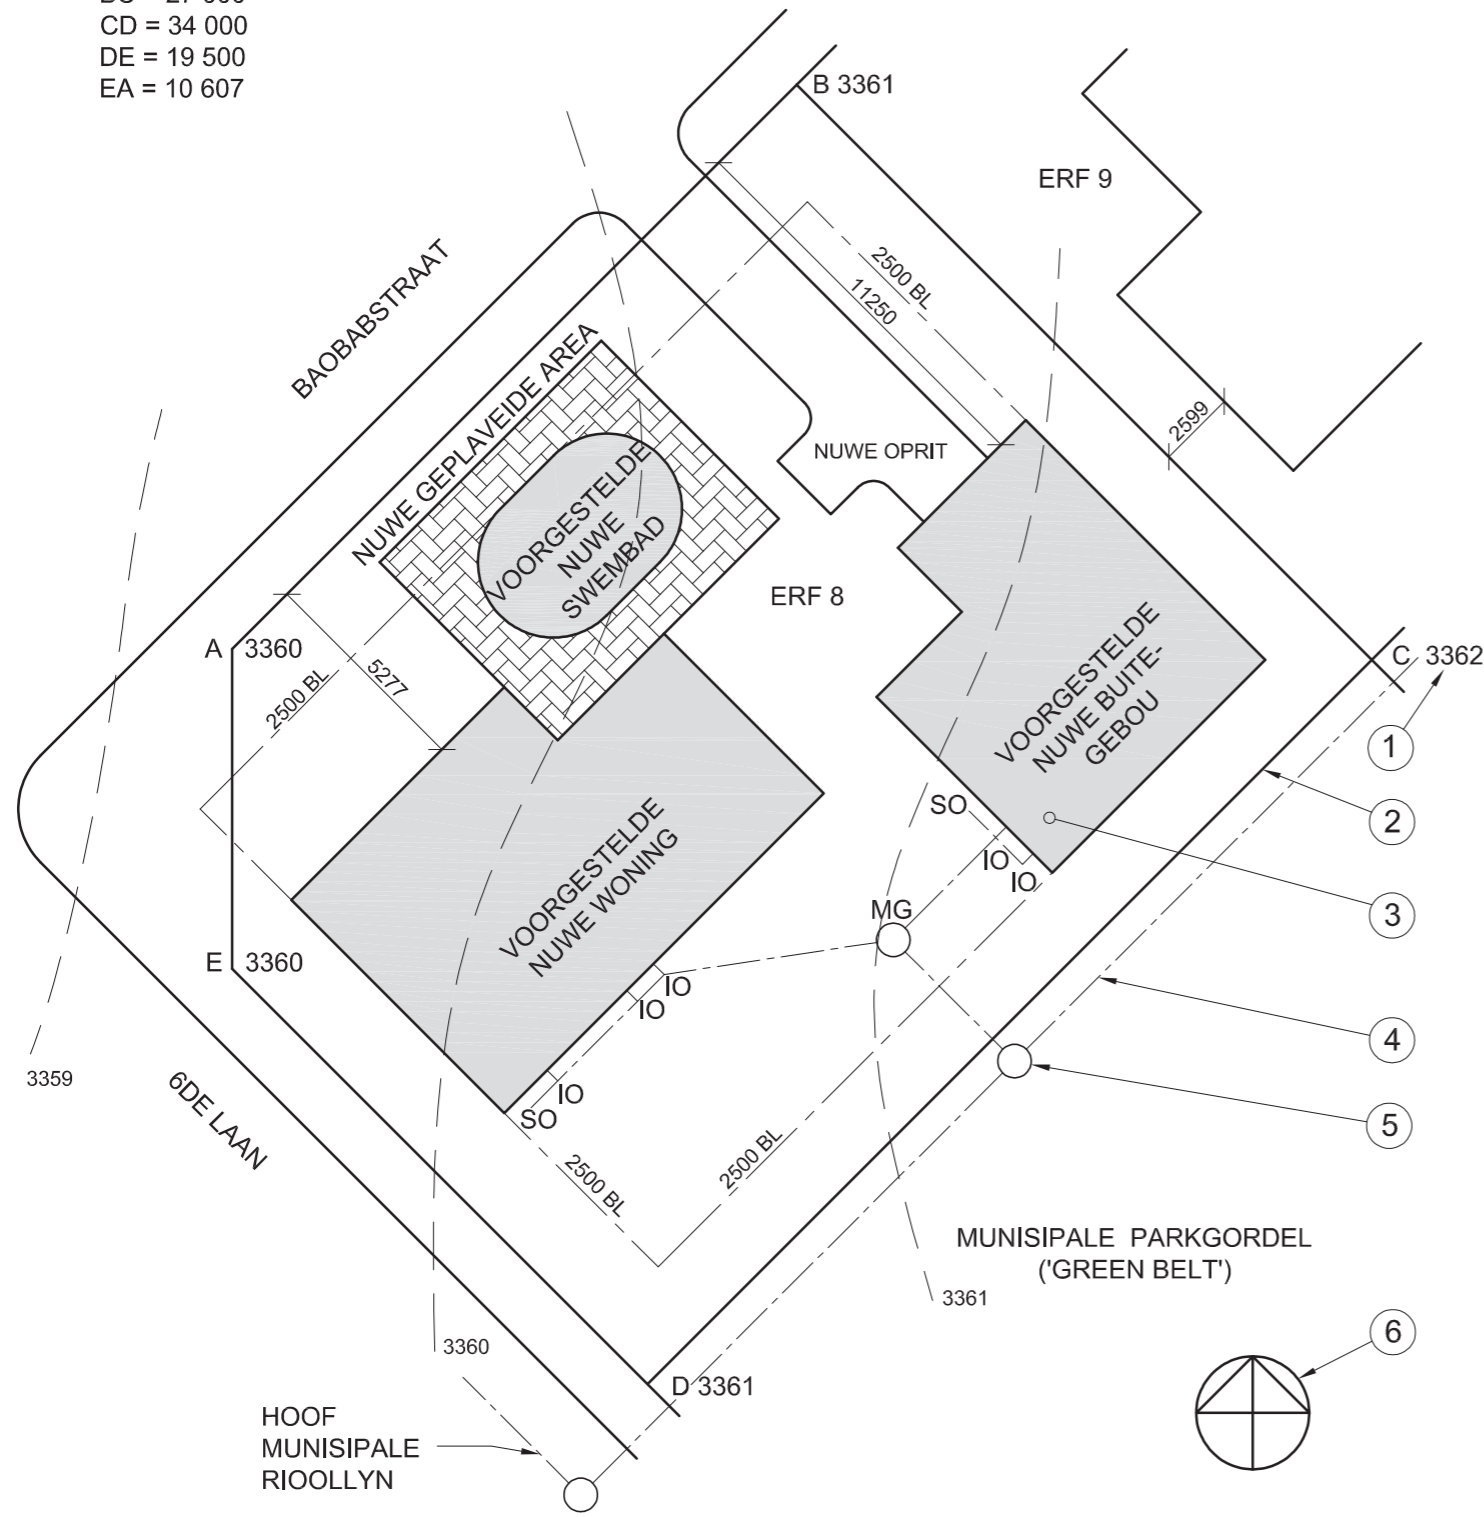 CD = 34 000
DE = 19 500
EA = 10 607
B 3361
ERF 9
BAOBABSTRAAT
2500 BL
11250
NUWE GEPLAVEIDE AREA
2599
NUWE OPRIT
VOORGESTELDE
NUWE
SWEMBAD
ERF 8
A 3360
5277
2500 BL
VOORGESTELDE
NUWE BUITE-
GEBOU
C 3362
1
2
SO
IO
IO
3
VOORGESTELDE
NUWE WONING
MG
E 3360
IO
IO
4
3359
6DE LAAN
IO
SO
5
2500 BL
2500 BL
MUNISIPALE PARKGORDEL
('GREEN BELT')
3361
6
3360
D 3361
HOOF
MUNISIPALE
RIOOLLYN